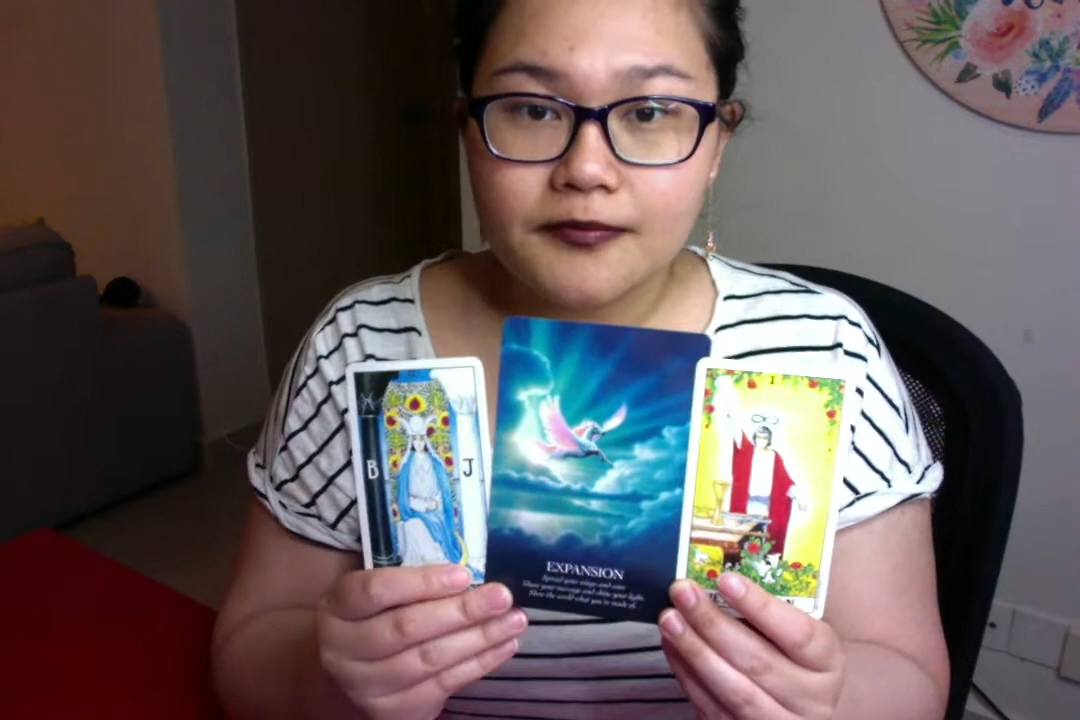 I
B
J
EXPANSION
Spread your wings and soar.
Share your message and shine your light.
Show the world what you're made of.